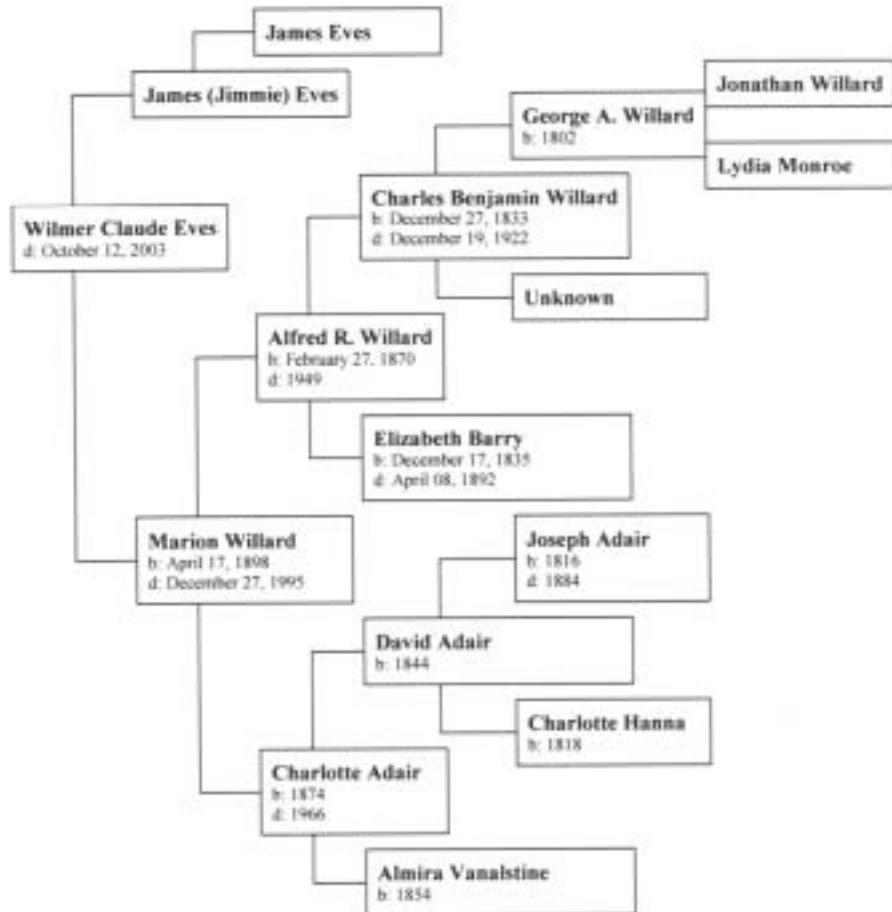 James Eves
James (Jimmie) Eves
Jonathan Willard
George A. Willard
b: 1802
Lydia Monroe
Charles Benjamin Willard
b: December 27, 1833
d: December 19, 1922
Wilmer Claude Eves
d: October 12, 2003
Unknown
Alfred R. Willard
b: February 27, 1870
d: 1949
Elizabeth Barry
b: December 17, 1835
d: April 08, 1892
Marion Willard
b: April 17, 1898
d: December 27, 1995
Joseph Adair
b: 1816
d: 1884
David Adair
b: 1844
Charlotte Hanna
b: 1818
Charlotte Adair
b: 1874
d: 1966
Almira Vanalstine
b: 1854